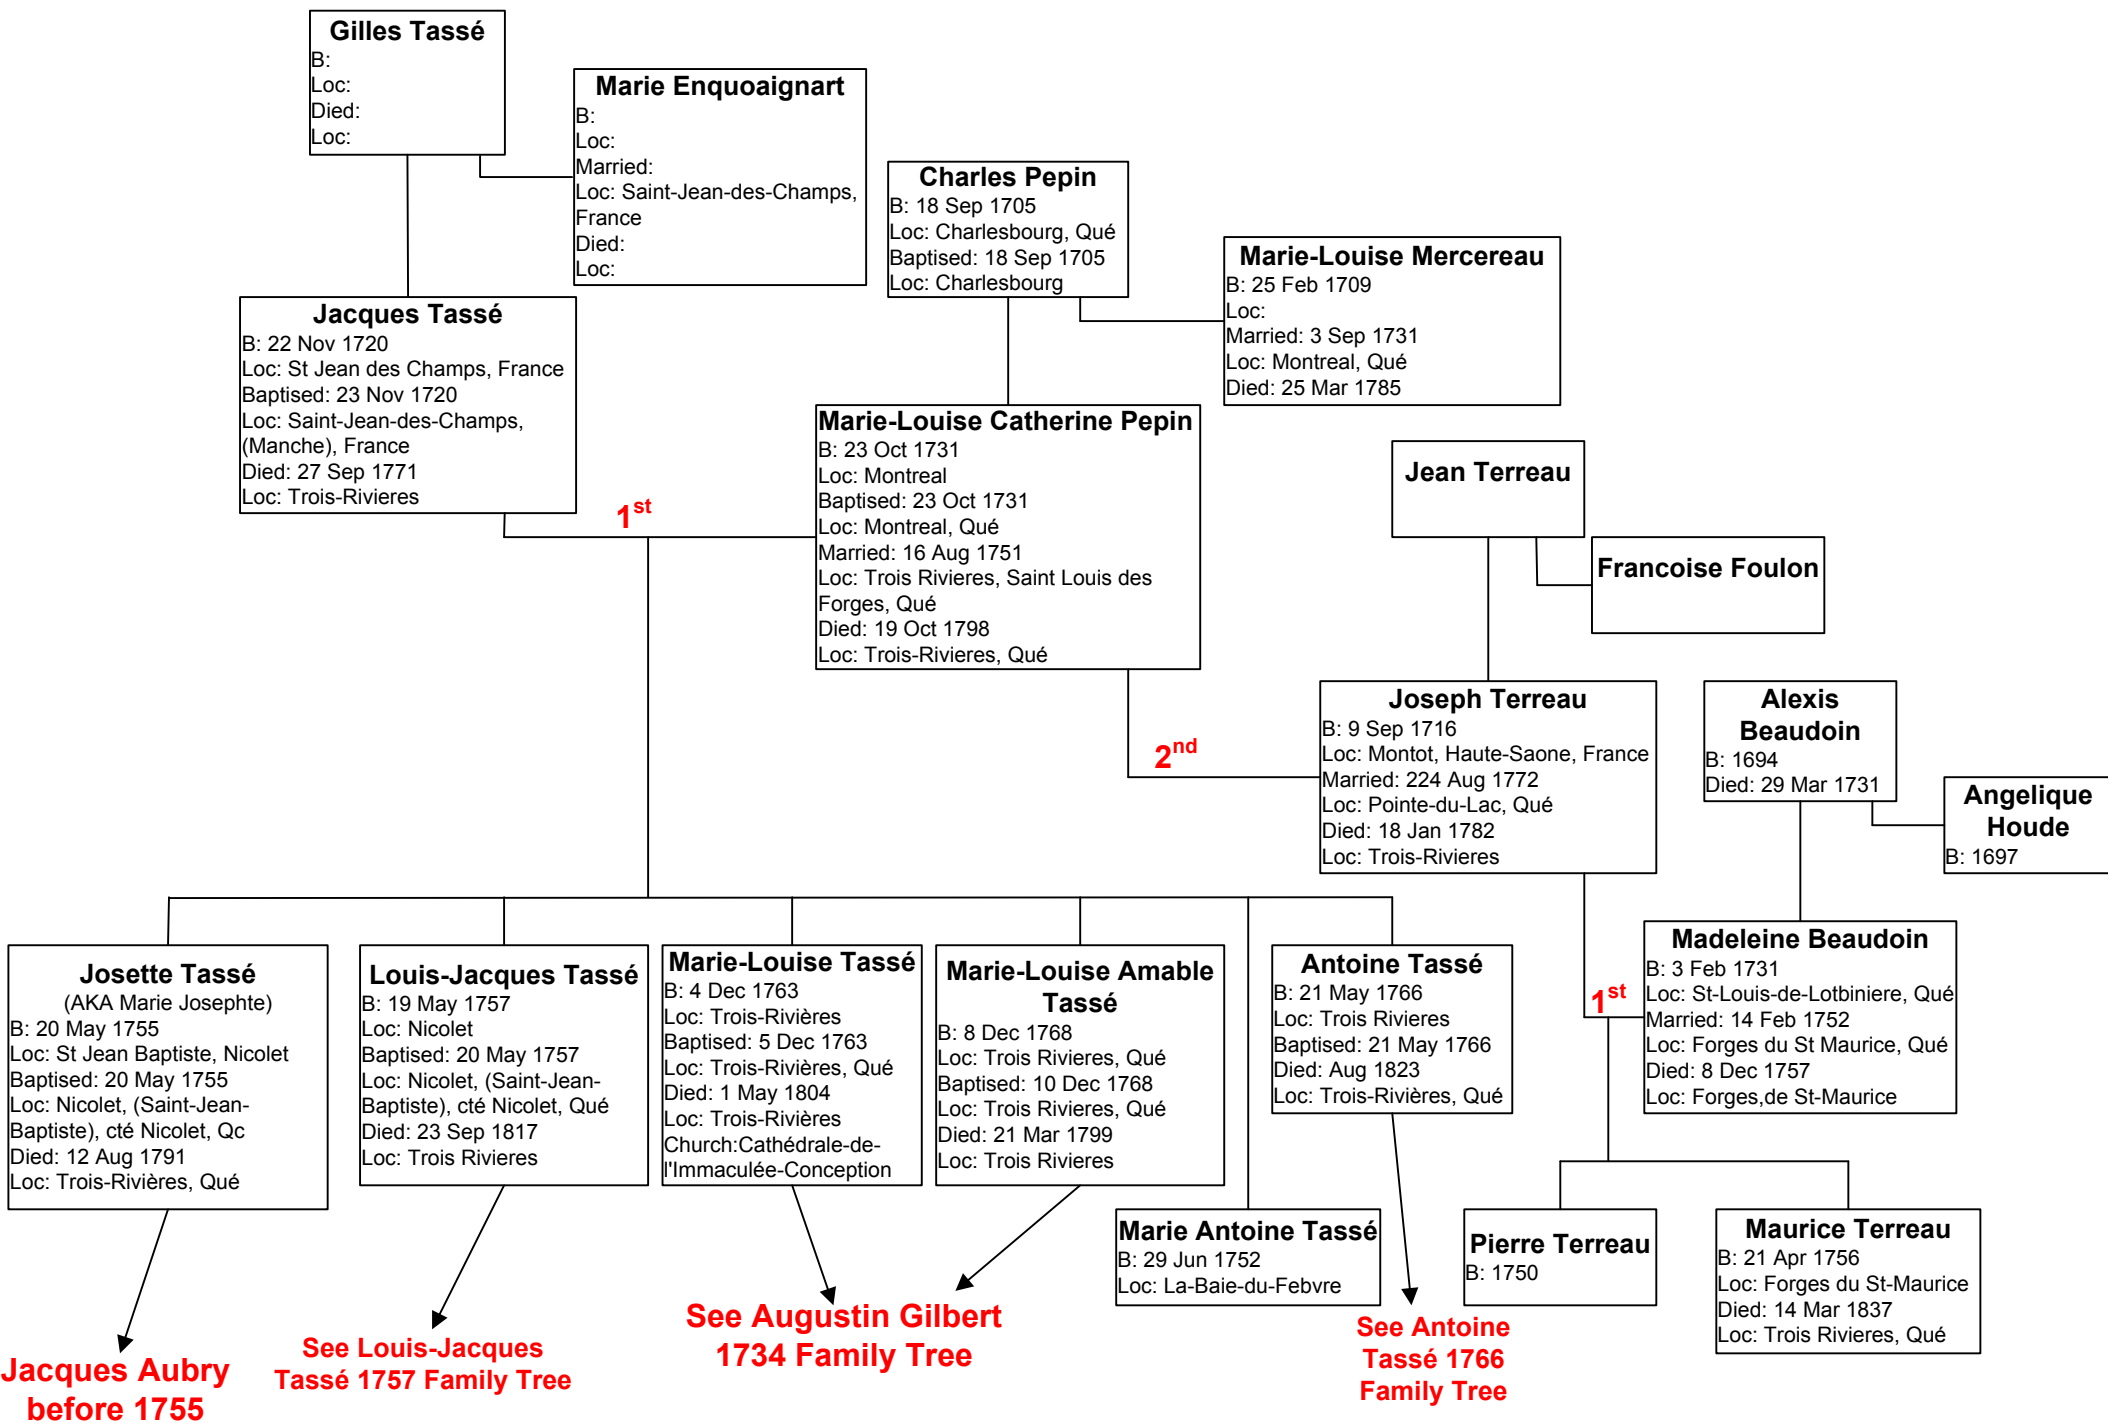 Gilles Tassé
B:
Loc:
Died:
Loc:
Marie Enquoaignart
B:
Loc:
Married:
Loc: Saint-Jean-des-Champs,
France
Died:
Loc:
Charles Pepin
B: 18 Sep 1705
Loc: Charlesbourg, Qué
Baptised: 18 Sep 1705
Loc: Charlesbourg
Marie-Louise Mercereau
B: 25 Feb 1709
Loc:
Married: 3 Sep 1731
Loc: Montreal, Qué
Died: 25 Mar 1785
Jacques Tassé
B: 22 Nov 1720
Loc: St Jean des Champs, France
Baptised: 23 Nov 1720
Loc: Saint-Jean-des-Champs,
(Manche), France
Died: 27 Sep 1771
Loc: Trois-Rivieres
1st
Marie-Louise Catherine Pepin
B: 23 Oct 1731
Loc: Montreal
Baptised: 23 Oct 1731
Loc: Montreal, Qué
Married: 16 Aug 1751
Loc: Trois Rivieres, Saint Louis des
Forges, Qué
Died: 19 Oct 1798
Loc: Trois-Rivieres, Qué
Jean Terreau
Francoise Foulon
2nd
Joseph Terreau
B: 9 Sep 1716
Loc: Montot, Haute-Saone, France
Married: 224 Aug 1772
Loc: Pointe-du-Lac, Qué
Died: 18 Jan 1782
Loc: Trois-Rivieres
Alexis
Beaudoin
B: 1694
Died: 29 Mar 1731
Angelique
Houde
B: 1697
Josette Tassé
(AKA Marie Josephte)
B: 20 May 1755
Loc: St Jean Baptiste, Nicolet
Baptised: 20 May 1755
Loc: Nicolet, (Saint-Jean-
Baptiste), cté Nicolet, Qc
Died: 12 Aug 1791
Loc: Trois-Rivières, Qué
Louis-Jacques Tassé
B: 19 May 1757
Loc: Nicolet
Baptised: 20 May 1757
Loc: Nicolet, (Saint-Jean-
Baptiste), cté Nicolet, Qué
Died: 23 Sep 1817
Loc: Trois Rivieres
Marie-Louise Tassé
B: 4 Dec 1763
Loc: Trois-Rivières
Baptised: 5 Dec 1763
Loc: Trois-Rivières, Qué
Died: 1 May 1804
Loc: Trois-Rivières
Church:Cathédrale-de-
l'Immaculée-Conception
Marie-Louise Amable
Tassé
B: 8 Dec 1768
Loc: Trois Rivieres, Qué
Baptised: 10 Dec 1768
Loc: Trois Rivieres, Qué
Died: 21 Mar 1799
Loc: Trois Rivieres
Antoine Tassé
B: 21 May 1766
Loc: Trois Rivieres
Baptised: 21 May 1766
Died: Aug 1823
Loc: Trois-Rivières, Qué
1st
Madeleine Beaudoin
B: 3 Feb 1731
Loc: St-Louis-de-Lotbiniere, Qué
Married: 14 Feb 1752
Loc: Forges du St Maurice, Qué
Died: 8 Dec 1757
Loc: Forges,de St-Maurice
Marie Antoine Tassé
B: 29 Jun 1752
Loc: La-Baie-du-Febvre
Pierre Terreau
B: 1750
Maurice Terreau
B: 21 Apr 1756
Loc: Forges du St-Maurice
Died: 14 Mar 1837
Loc: Trois Rivieres, Qué
Jacques Aubry
before 1755
See Louis-Jacques
Tassé 1757 Family Tree
See Augustin Gilbert
1734 Family Tree
See Antoine
Tassé 1766
Family Tree